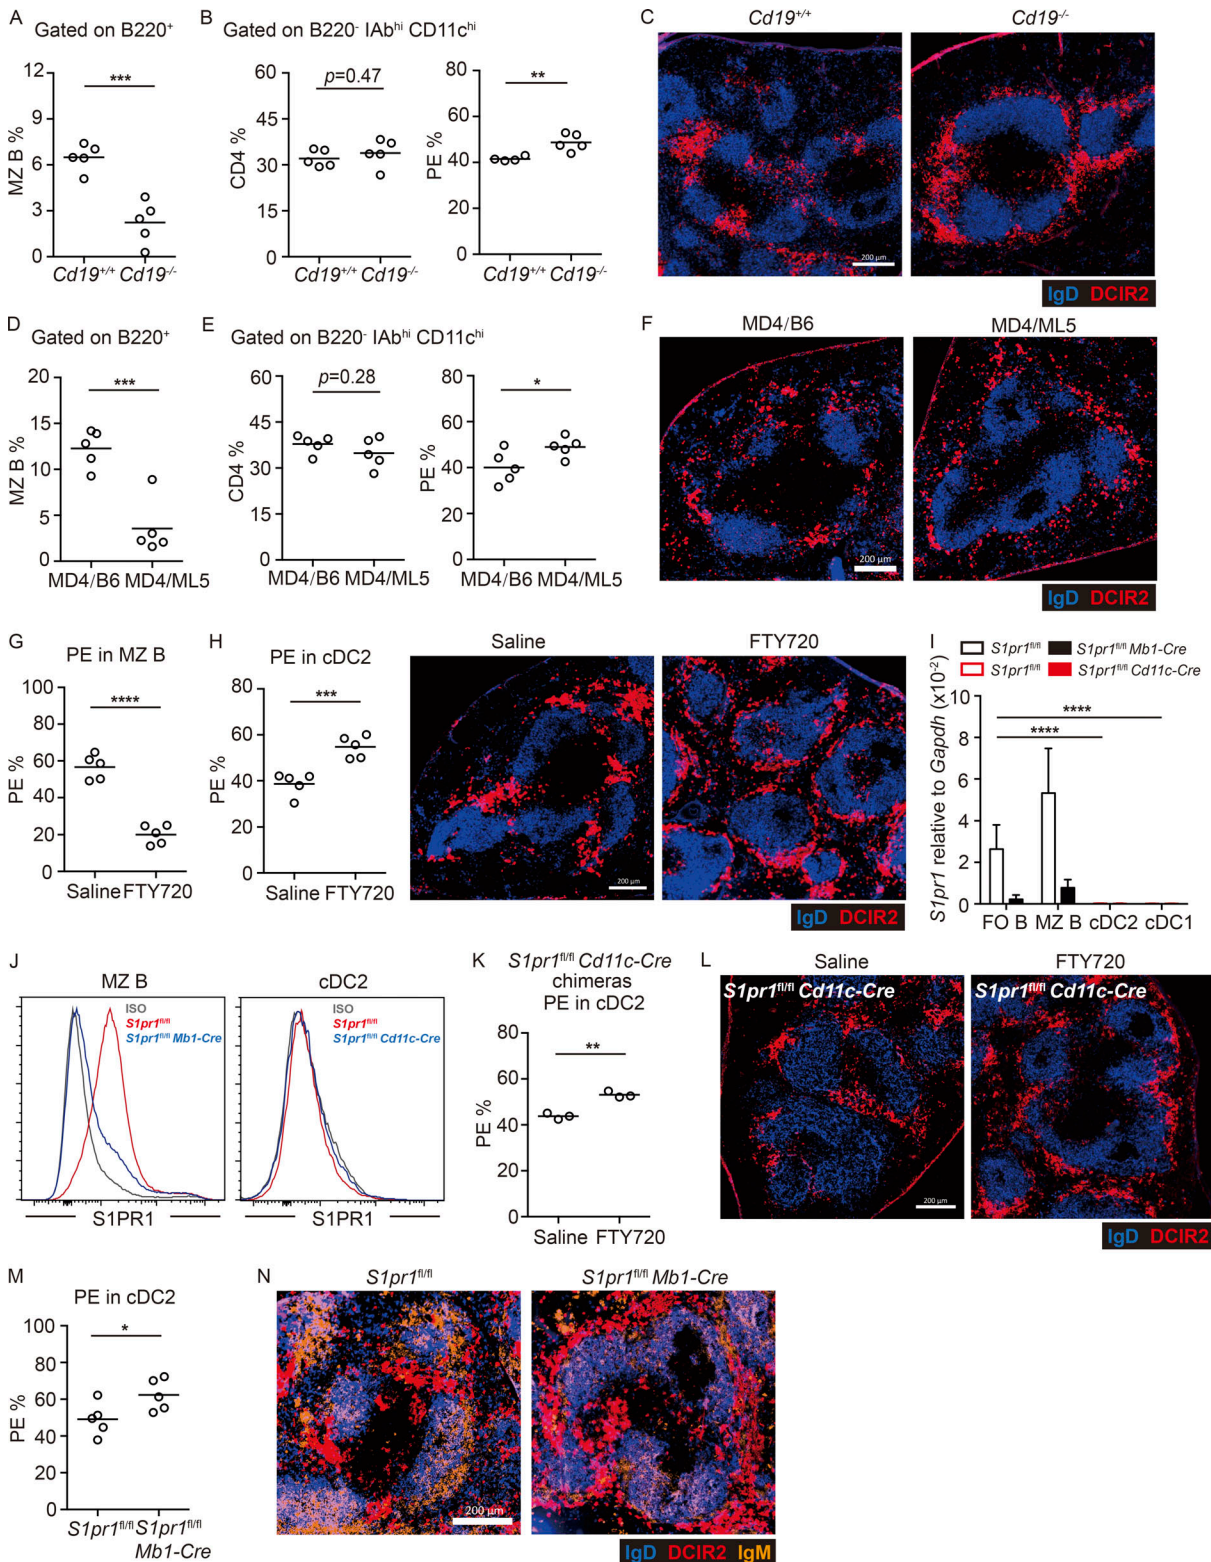 A
Gated on B220+
MZ B %
12
9
6
3
0
***
Cd19+/+ Cd19-/-
B
Gated on B220- IAbhi CD11chi
CD4 %
60
45
30
15
0
p=0.47
Cd19+/+ Cd19-/-
PE %
80
60
40
20
0
**
Cd19+/+ Cd19-/-
C
Cd19+/+
Cd19-/-
200 µm
IgD DCIR2
D
Gated on B220+
MZ B %
20
15
10
5
0
***
MD4/B6 MD4/ML5
E
Gated on B220- IAbhi CD11chi
CD4 %
60
45
30
15
0
p=0.28
MD4/B6 MD4/ML5
PE %
80
60
40
20
0
*
MD4/B6 MD4/ML5
F
MD4/B6
MD4/ML5
200 µm
IgD DCIR2
G
PE in MZ B
PE %
100
80
60
40
20
0
****
Saline FTY720
H
PE in cDC2
PE %
80
60
40
20
0
***
Saline FTY720
Saline
FTY720
200 µm
IgD DCIR2
I
S1pr1fl/fl
S1pr1fl/fl Mb1-Cre
S1pr1fl/fl
S1pr1fl/fl Cd11c-Cre
S1pr1 relative to Gapdh (x10-2)
10
8
6
4
2
0
****
****
FO B MZ B cDC2 cDC1
J
MZ B
ISO
S1pr1fl/fl
S1pr1fl/fl Mb1-Cre
S1PR1
cDC2
ISO
S1pr1fl/fl
S1pr1fl/fl Cd11c-Cre
S1PR1
K
S1pr1fl/fl Cd11c-Cre
chimeras
PE in cDC2
PE %
80
60
40
20
0
**
Saline FTY720
L
Saline
FTY720
S1pr1fl/fl Cd11c-Cre
S1pr1fl/fl Cd11c-Cre
200 µm
IgD DCIR2
M
PE in cDC2
PE %
100
80
60
40
20
0
*
S1pr1fl/fl S1pr1fl/fl
Mb1-Cre
N
S1pr1fl/fl
S1pr1fl/fl Mb1-Cre
200 µm
IgD DCIR2 IgM